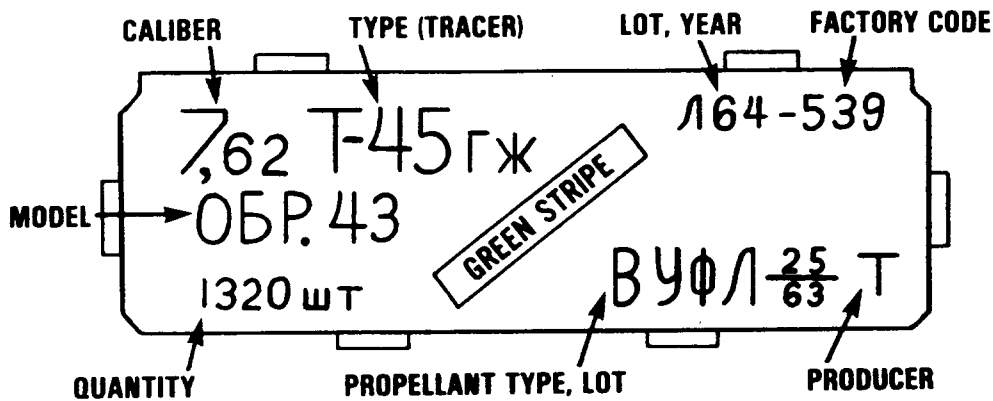 CALIBER
TYPE (TRACER)
LOT, YEAR
FACTORY CODE
7,62 Т-45 гж
Л64-539
MODEL
ОБР. 43
GREEN STRIPE
1320 шт
ВУФЛ 25/63 Т
QUANTITY
PROPELLANT TYPE, LOT
PRODUCER